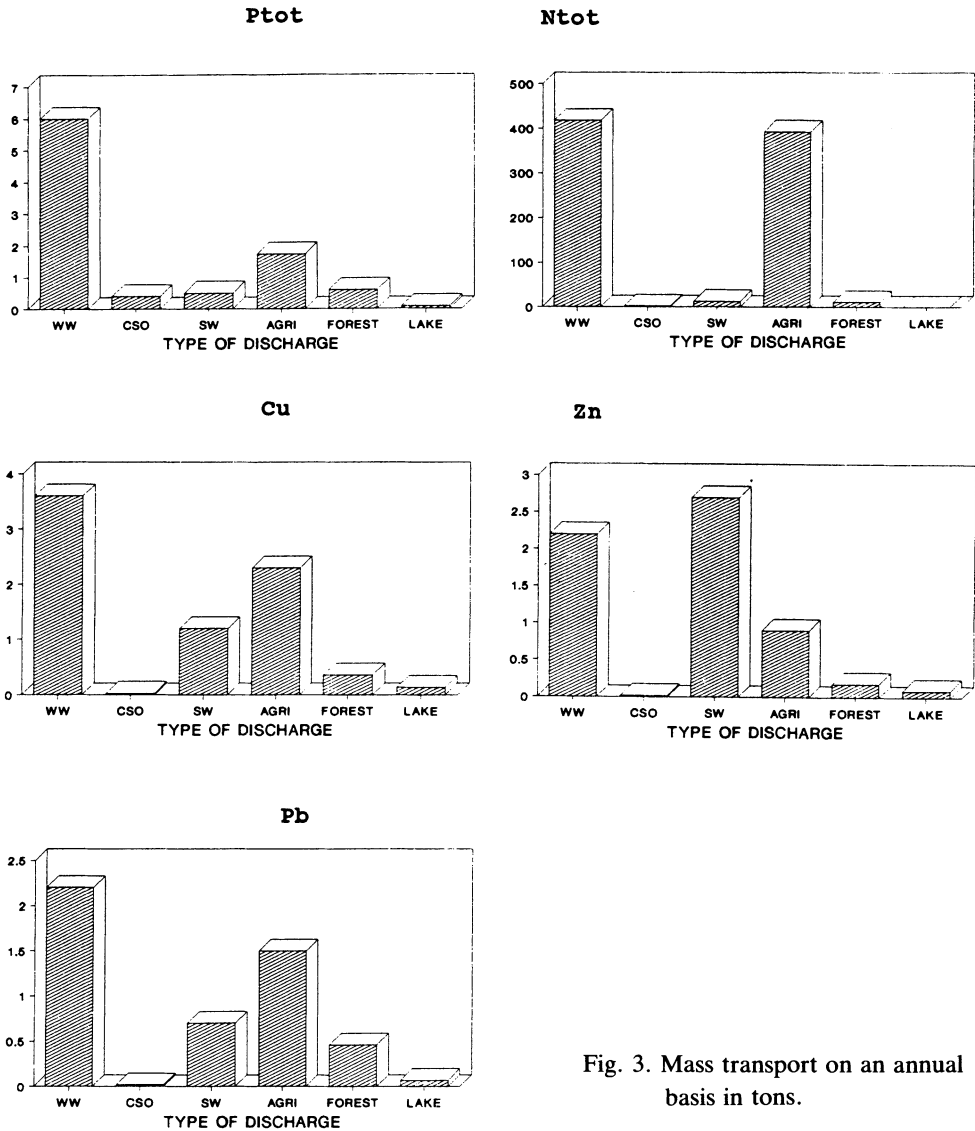 Ptot
7
6
5
4
3
2
1
0
WW CSO SW AGRI FOREST LAKE
TYPE OF DISCHARGE
Ntot
500
400
300
200
100
0
WW CSO SW AGRI FOREST LAKE
TYPE OF DISCHARGE
Cu
4
3
2
1
0
WW CSO SW AGRI FOREST LAKE
TYPE OF DISCHARGE
Zn
3
2.5
2
1.5
1
0.5
0
WW CSO SW AGRI FOREST LAKE
TYPE OF DISCHARGE
Pb
2.5
2
1.5
1
0.5
0
WW CSO SW AGRI FOREST LAKE
TYPE OF DISCHARGE
Fig. 3. Mass transport on an annual
basis in tons.